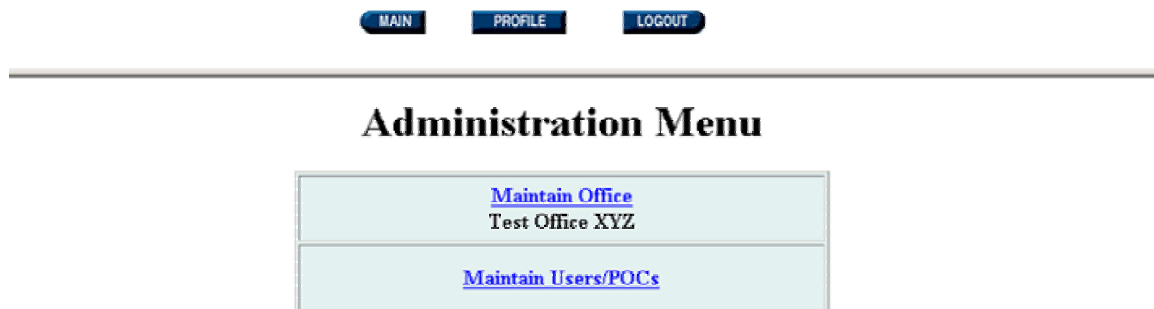 MAIN PROFILE LOGOUT
Administration Menu
Maintain Office
Test Office XYZ
Maintain Users/POCs